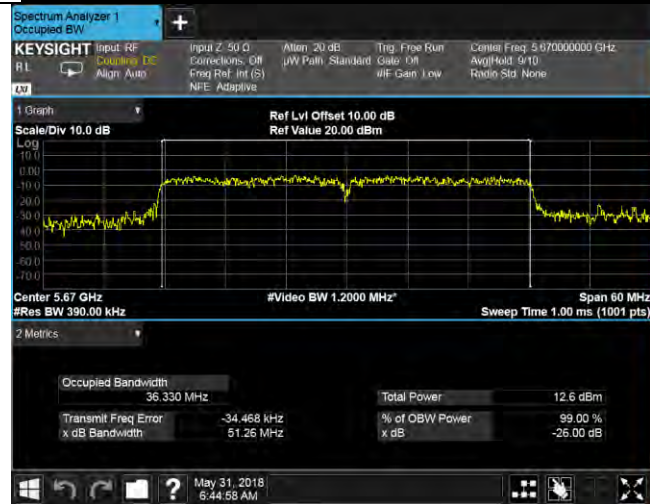 Spectrum Analyzer 1
Occupied BW
+
KEYSIGHT Input: RF Input Z: 50 Ω Atten: 20 dB Trig: Free Run Center Freq: 5.670000000 GHz
RL Coupling: DC Corrections: Off µW Path: Standard Gate: Off Avg|Hold: 9/10
Align: Auto Freq Ref: Int (S) #IF Gain: Low Radio Std: None
LXI NFE: Adaptive
1 Graph
Ref Lvl Offset 10.00 dB
Scale/Div 10.0 dB Ref Value 20.00 dBm
Log
10.0
0.00
-10.0
-20.0
-30.0
-40.0
-50.0
-60.0
-70.0
Center 5.67 GHz #Video BW 1.2000 MHz* Span 60 MHz
#Res BW 390.00 kHz Sweep Time 1.00 ms (1001 pts)
2 Metrics
Occupied Bandwidth
36.330 MHz Total Power 12.6 dBm
Transmit Freq Error -34.468 kHz % of OBW Power 99.00 %
x dB Bandwidth 51.26 MHz x dB -26.00 dB
? May 31, 2018
6:44:58 AM